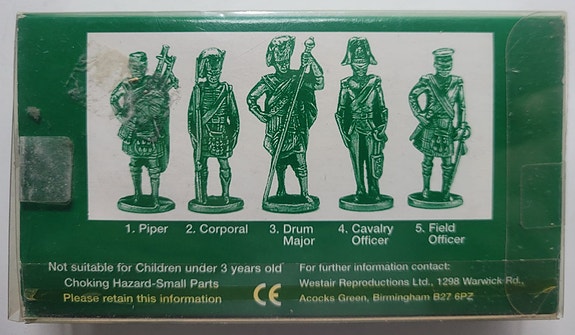 1. Piper 2. Corporal 3. Drum Major 4. Cavalry Officer 5. Field Officer
Not suitable for Children under 3 years old
Choking Hazard-Small Parts
Please retain this information
CE
For further information contact:
Westair Reproductions Ltd., 1298 Warwick Rd.,
Acocks Green, Birmingham B27 6PZ